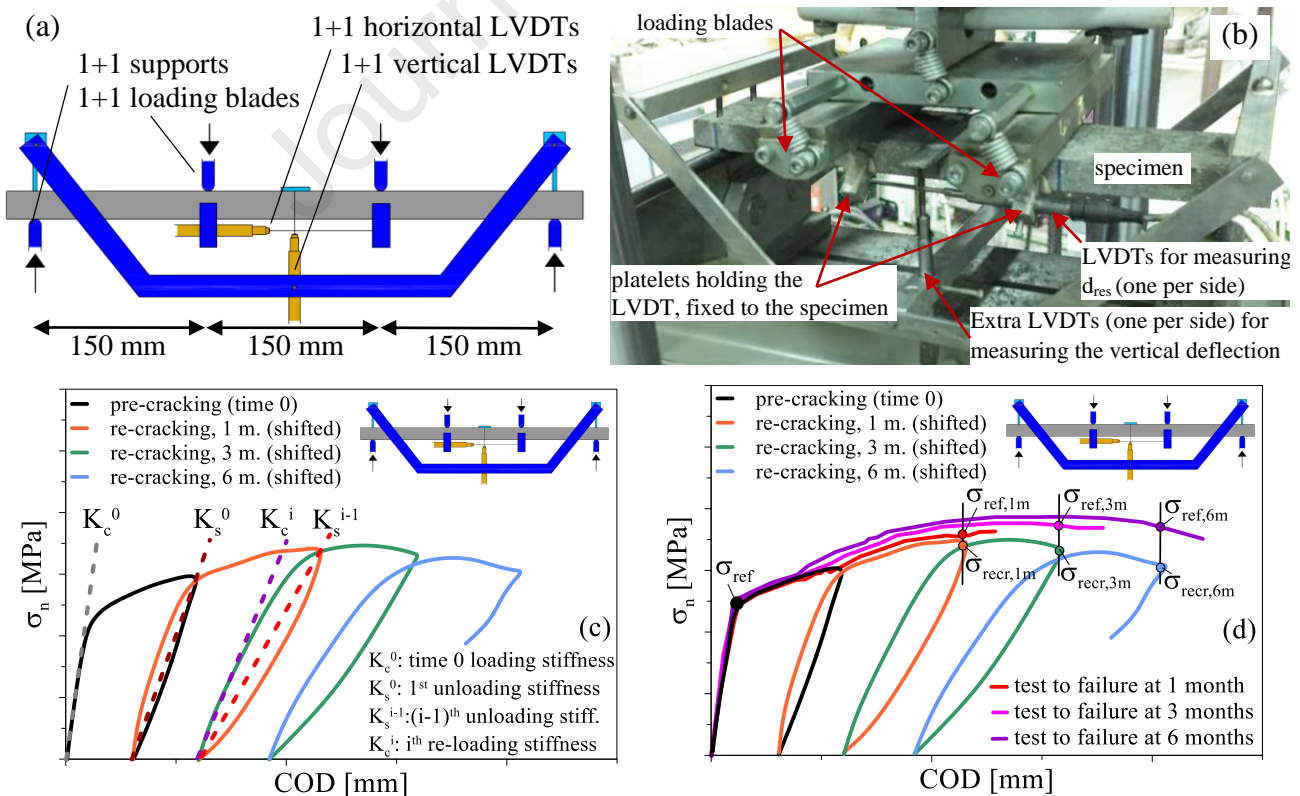 (a)
Journ
1+1 horizontal LVDTs
1+1 vertical LVDTs
1+1 supports
1+1 loading blades
150 mm
150 mm
150 mm
(b)
loading blades
specimen
platelets holding the
LVDT, fixed to the specimen
LVDTs for measuring
d_res (one per side)
Extra LVDTs (one per side) for
measuring the vertical deflection
pre-cracking (time 0)
re-cracking, 1 m. (shifted)
re-cracking, 3 m. (shifted)
re-cracking, 6 m. (shifted)
K_c^0
K_s^0
K_c^i
K_s^i-1
σ_n [MPa]
(c)
K_c^0: time 0 loading stiffness
K_s^0: 1^st unloading stiffness
K_s^i-1:(i-1)^th unloading stiff.
K_c^i: i^th re-loading stiffness
COD [mm]
pre-cracking (time 0)
re-cracking, 1 m. (shifted)
re-cracking, 3 m. (shifted)
re-cracking, 6 m. (shifted)
σ_ref,1m
σ_ref,3m
σ_ref,6m
σ_ref
σ_recr,1m
σ_recr,3m
σ_recr,6m
σ_n [MPa]
(d)
test to failure at 1 month
test to failure at 3 months
test to failure at 6 months
COD [mm]